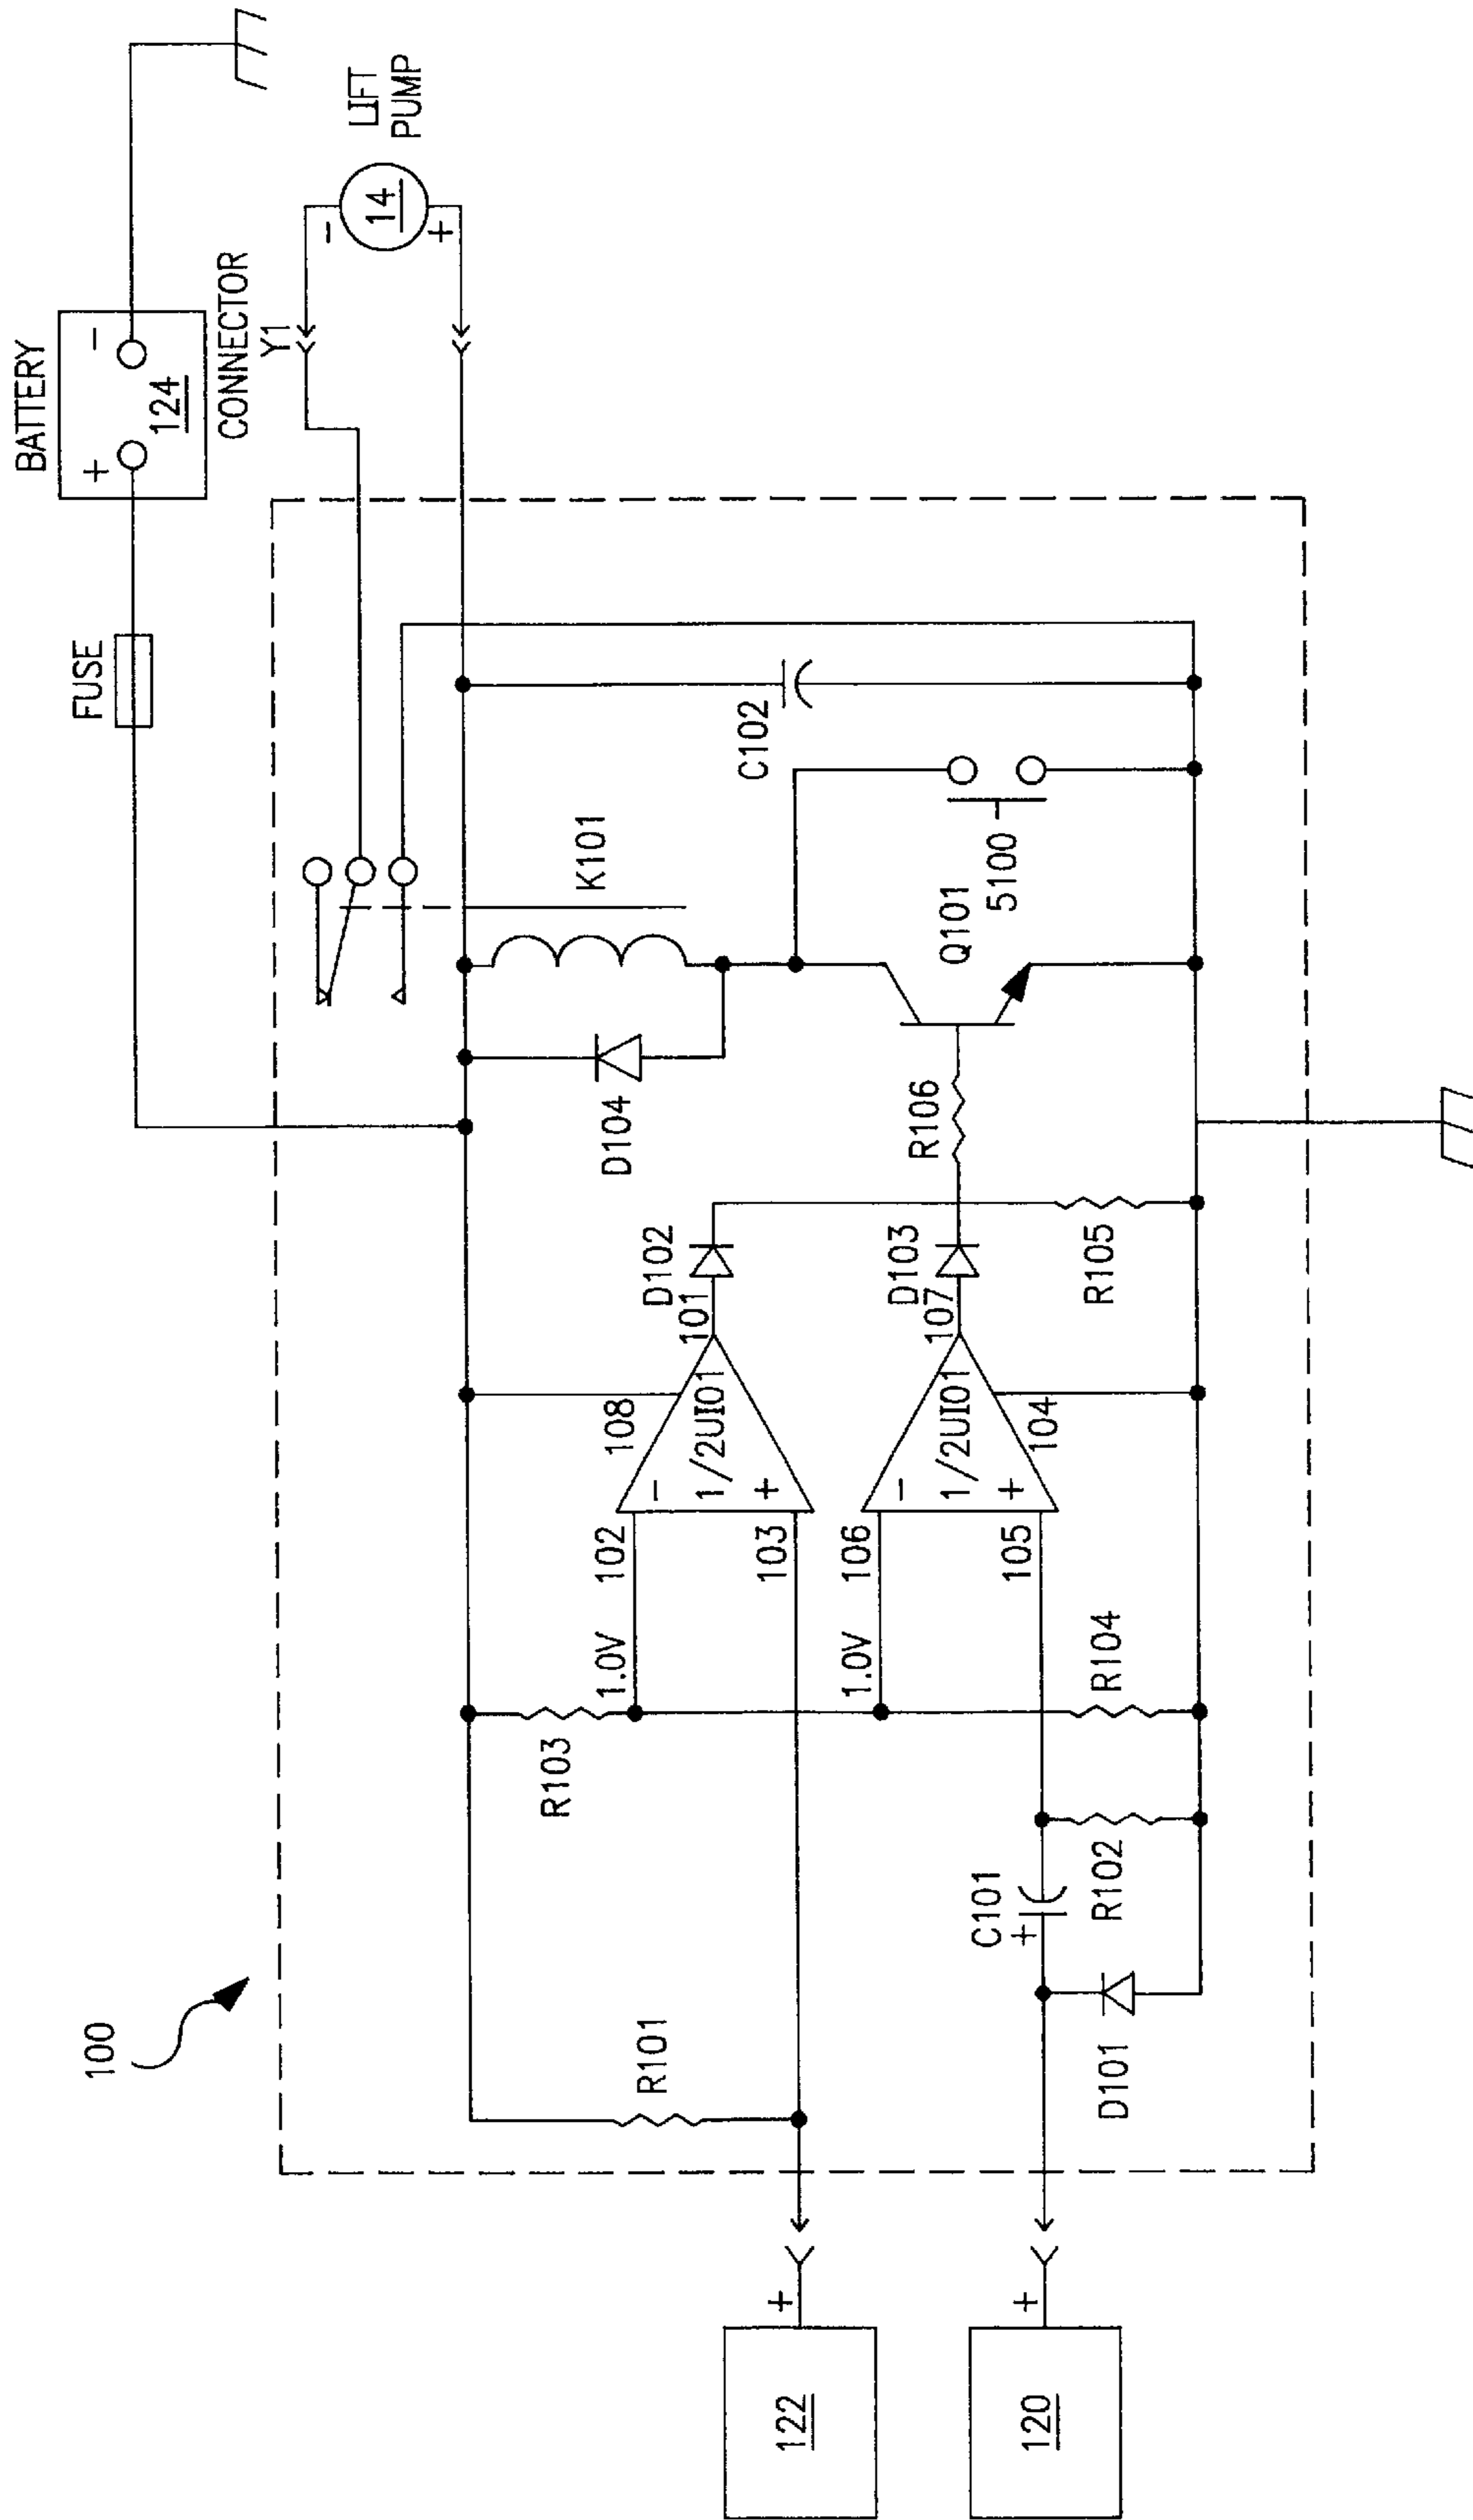 100
BATTERY
+
-
124
FUSE
CONNECTOR
Y1
LIFT
PUMP
-
14
+
K101
D104
C102
5100
Q101
R106
D102
101
108
1/2UI01
-
+
102
1.0V
103
D103
107
104
1/2UI01
-
+
106
1.0V
105
R105
R103
R104
C101
+
R102
R101
D101
+
122
+
120